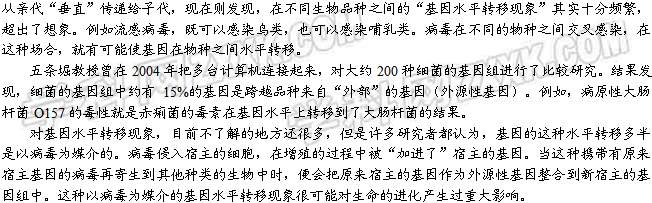 从亲代“垂直”传递给子代，现在则发现，在不同生物品种之间的“基因水平转移现象”其实十分频繁，
超出了想象。例如流感病毒，既可以感染鸟类，也可以感染哺乳类。病毒在不同的物种之间交叉感染，在
这种场合，就有可能使基因在物种之间水平转移。
五条堀教授曾在 2004 年把多台计算机连接起来，对大约 200 种细菌的基因组进行了比较研究。结果发
现，细菌的基因组中约有 15%的基因是跨越品种来自“外部”的基因（外源性基因）。例如，病原性大肠
杆菌 O157 的毒性就是赤痢菌的毒素在基因水平上转移到了大肠杆菌的结果。
对基因水平转移现象，目前不了解的地方还很多，但是许多研究者都认为，基因的这种水平转移多半
是以病毒为媒介的。病毒侵入宿主的细胞，在增殖的过程中被“加进了”宿主的基因。当这种携带有原来
宿主基因的病毒再寄生到其他种类的生物中时，便会把原来宿主的基因作为外源性基因整合到新宿主的基
因组中。这种以病毒为媒介的基因水平转移现象很可能对生命的进化产生过重大影响。